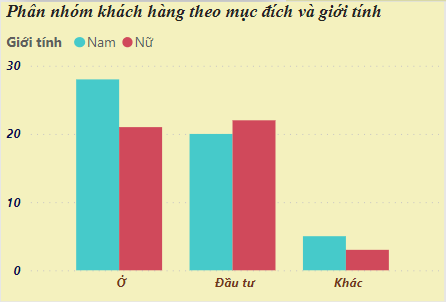 Phân nhóm khách hàng theo mục đích và giới tính
Giới tính Nam Nữ
30
20
10
0
Ở Đầu tư Khác